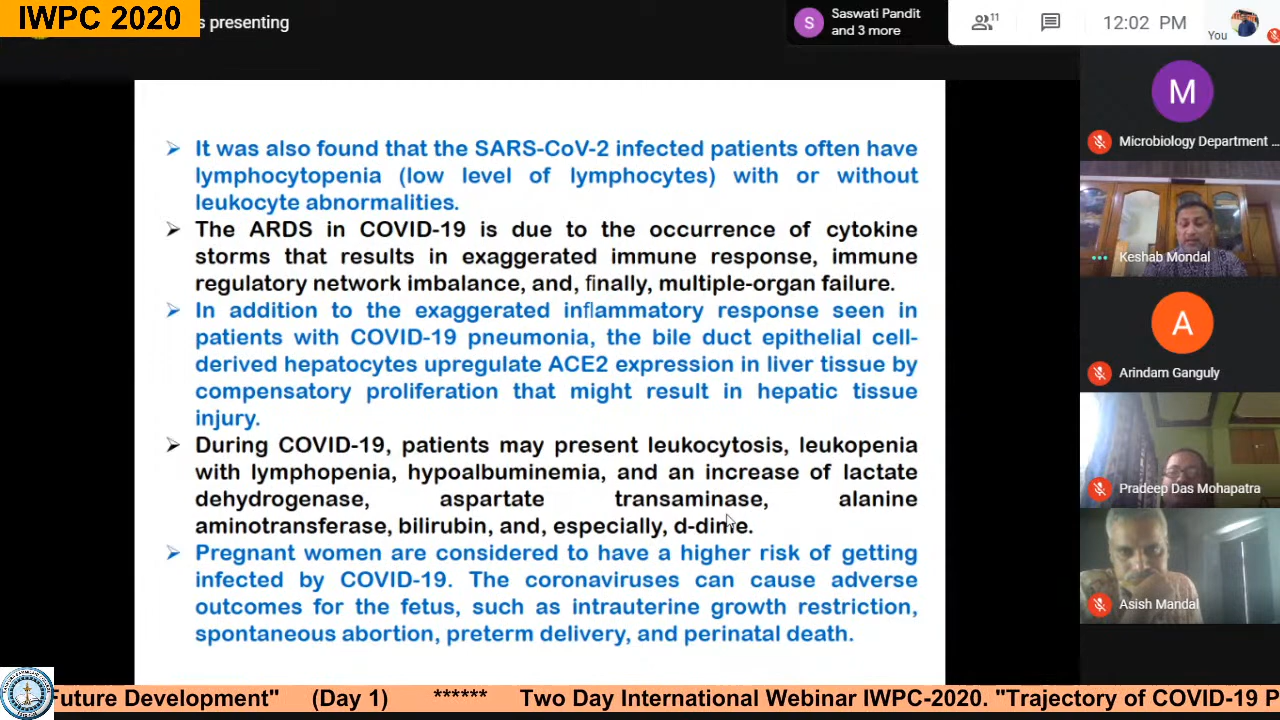 IWPC 2020
s presenting
S
Saswati Pandit
and 3 more
11
12:02 PM
You
M
Microbiology Department ...
Keshab Mondal
A
Arindam Ganguly
Pradeep Das Mohapatra
Asish Mandal
➢ It was also found that the SARS-CoV-2 infected patients often have
lymphocytopenia (low level of lymphocytes) with or without
leukocyte abnormalities.
➢ The ARDS in COVID-19 is due to the occurrence of cytokine
storms that results in exaggerated immune response, immune
regulatory network imbalance, and, finally, multiple-organ failure.
➢ In addition to the exaggerated inflammatory response seen in
patients with COVID-19 pneumonia, the bile duct epithelial cell-
derived hepatocytes upregulate ACE2 expression in liver tissue by
compensatory proliferation that might result in hepatic tissue
injury.
➢ During COVID-19, patients may present leukocytosis, leukopenia
with lymphopenia, hypoalbuminemia, and an increase of lactate
dehydrogenase, aspartate transaminase, alanine
aminotransferase, bilirubin, and, especially, d-dime.
➢ Pregnant women are considered to have a higher risk of getting
infected by COVID-19. The coronaviruses can cause adverse
outcomes for the fetus, such as intrauterine growth restriction,
spontaneous abortion, preterm delivery, and perinatal death.
Future Development" (Day 1) ****** Two Day International Webinar IWPC-2020. "Trajectory of COVID-19 P